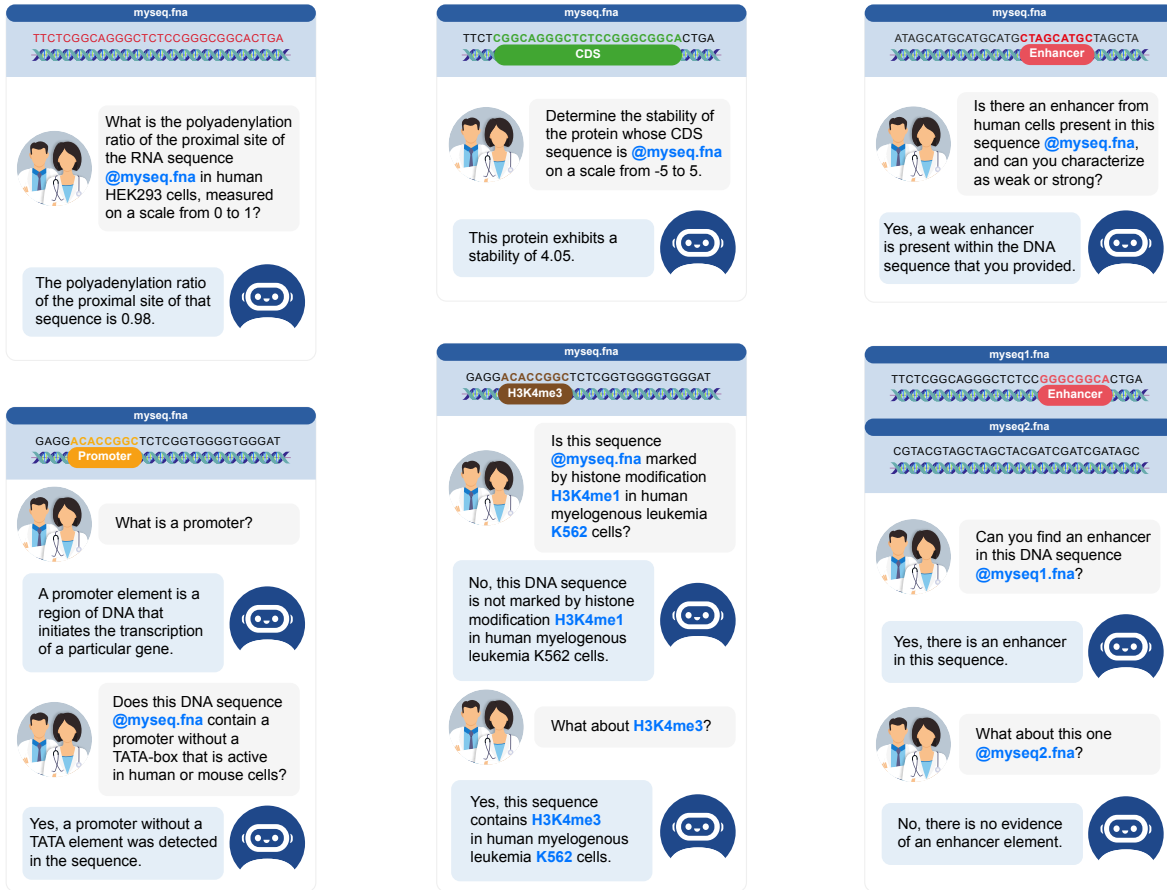 myseq.fna
TTCTCGGCAGGGCTCTCCGGGCGGCACTGA
What is the polyadenylation
ratio of the proximal site of
the RNA sequence
@myseq.fna in human
HEK293 cells, measured
on a scale from 0 to 1?
The polyadenylation ratio
of the proximal site of that
sequence is 0.98.
myseq.fna
TTCTCGGCAGGGCTCTCCGGGCGGCACTGA
CDS
Determine the stability of
the protein whose CDS
sequence is @myseq.fna
on a scale from -5 to 5.
This protein exhibits a
stability of 4.05.
myseq.fna
ATAGCATGCATGCATGCTAGCATGCTAGCTA
Enhancer
Is there an enhancer from
human cells present in this
sequence @myseq.fna,
and can you characterize
as weak or strong?
Yes, a weak enhancer
is present within the DNA
sequence that you provided.
myseq.fna
GAGGACACCGGCTCTCGGTGGGGTGGGAT
Promoter
What is a promoter?
A promoter element is a
region of DNA that
initiates the transcription
of a particular gene.
Does this DNA sequence
@myseq.fna contain a
promoter without a
TATA-box that is active
in human or mouse cells?
Yes, a promoter without a
TATA element was detected
in the sequence.
myseq.fna
GAGGACACCGGCTCTCGGTGGGGTGGGAT
H3K4me3
Is this sequence
@myseq.fna marked
by histone modification
H3K4me1 in human
myelogenous leukemia
K562 cells?
No, this DNA sequence
is not marked by histone
modification H3K4me1
in human myelogenous
leukemia K562 cells.
What about H3K4me3?
Yes, this sequence
contains H3K4me3
in human myelogenous
leukemia K562 cells.
myseq1.fna
TTCTCGGCAGGGCTCTCCGGGCGGCACTGA
Enhancer
myseq2.fna
CGTACGTAGCTAGCTACGATCGATCGATAGC
Can you find an enhancer
in this DNA sequence
@myseq1.fna?
Yes, there is an enhancer
in this sequence.
What about this one
@myseq2.fna?
No, there is no evidence
of an enhancer element.